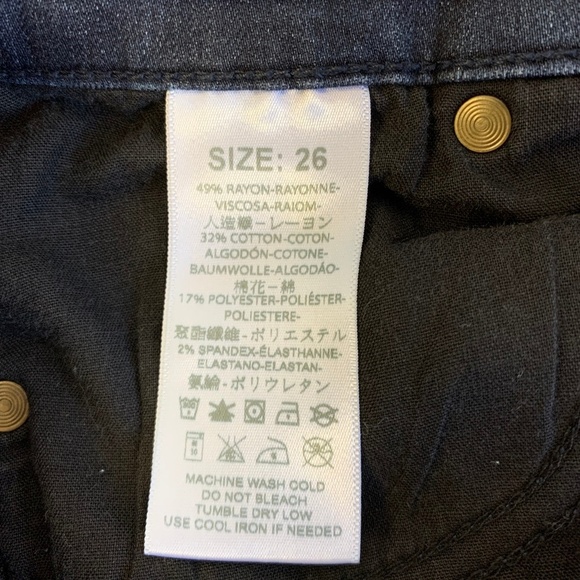 SIZE: 26
49% RAYON-RAYONNE-
VISCOSA-RAIOM-
人造纖–レーヨン
32% COTTON-COTON-
ALGODÓN-COTONE-
BAUMWOLLE-ALGODÃO-
棉花–綿
17% POLYESTER-POLIÉSTER-
POLIESTERE-
聚酯纖維-ポリエステル
2% SPANDEX-ÉLASTHANNE-
ELASTANO-ELASTAN-
氨綸-ポリウレタン
MACHINE WASH COLD
DO NOT BLEACH
TUMBLE DRY LOW
USE COOL IRON IF NEEDED